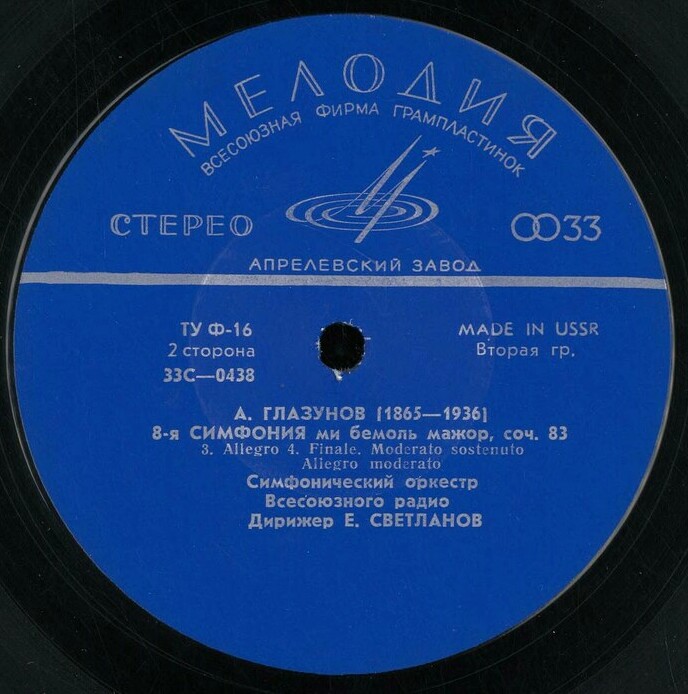 МЕЛОДИЯ
ВСЕСОЮЗНАЯ ФИРМА ГРАМПЛАСТИНОК
СТЕРЕО
33
АПРЕЛЕВСКИЙ ЗАВОД
ТУ Ф-16
MADE IN USSR
2 сторона
Вторая гр.
33С—0438
А. ГЛАЗУНОВ (1865—1936)
8-я СИМФОНИЯ ми бемоль мажор, соч. 83
3. Allegro 4. Finale. Moderato sostenuto
Allegro moderato
Симфонический оркестр
Всесоюзного радио
Дирижер Е. СВЕТЛАНОВ